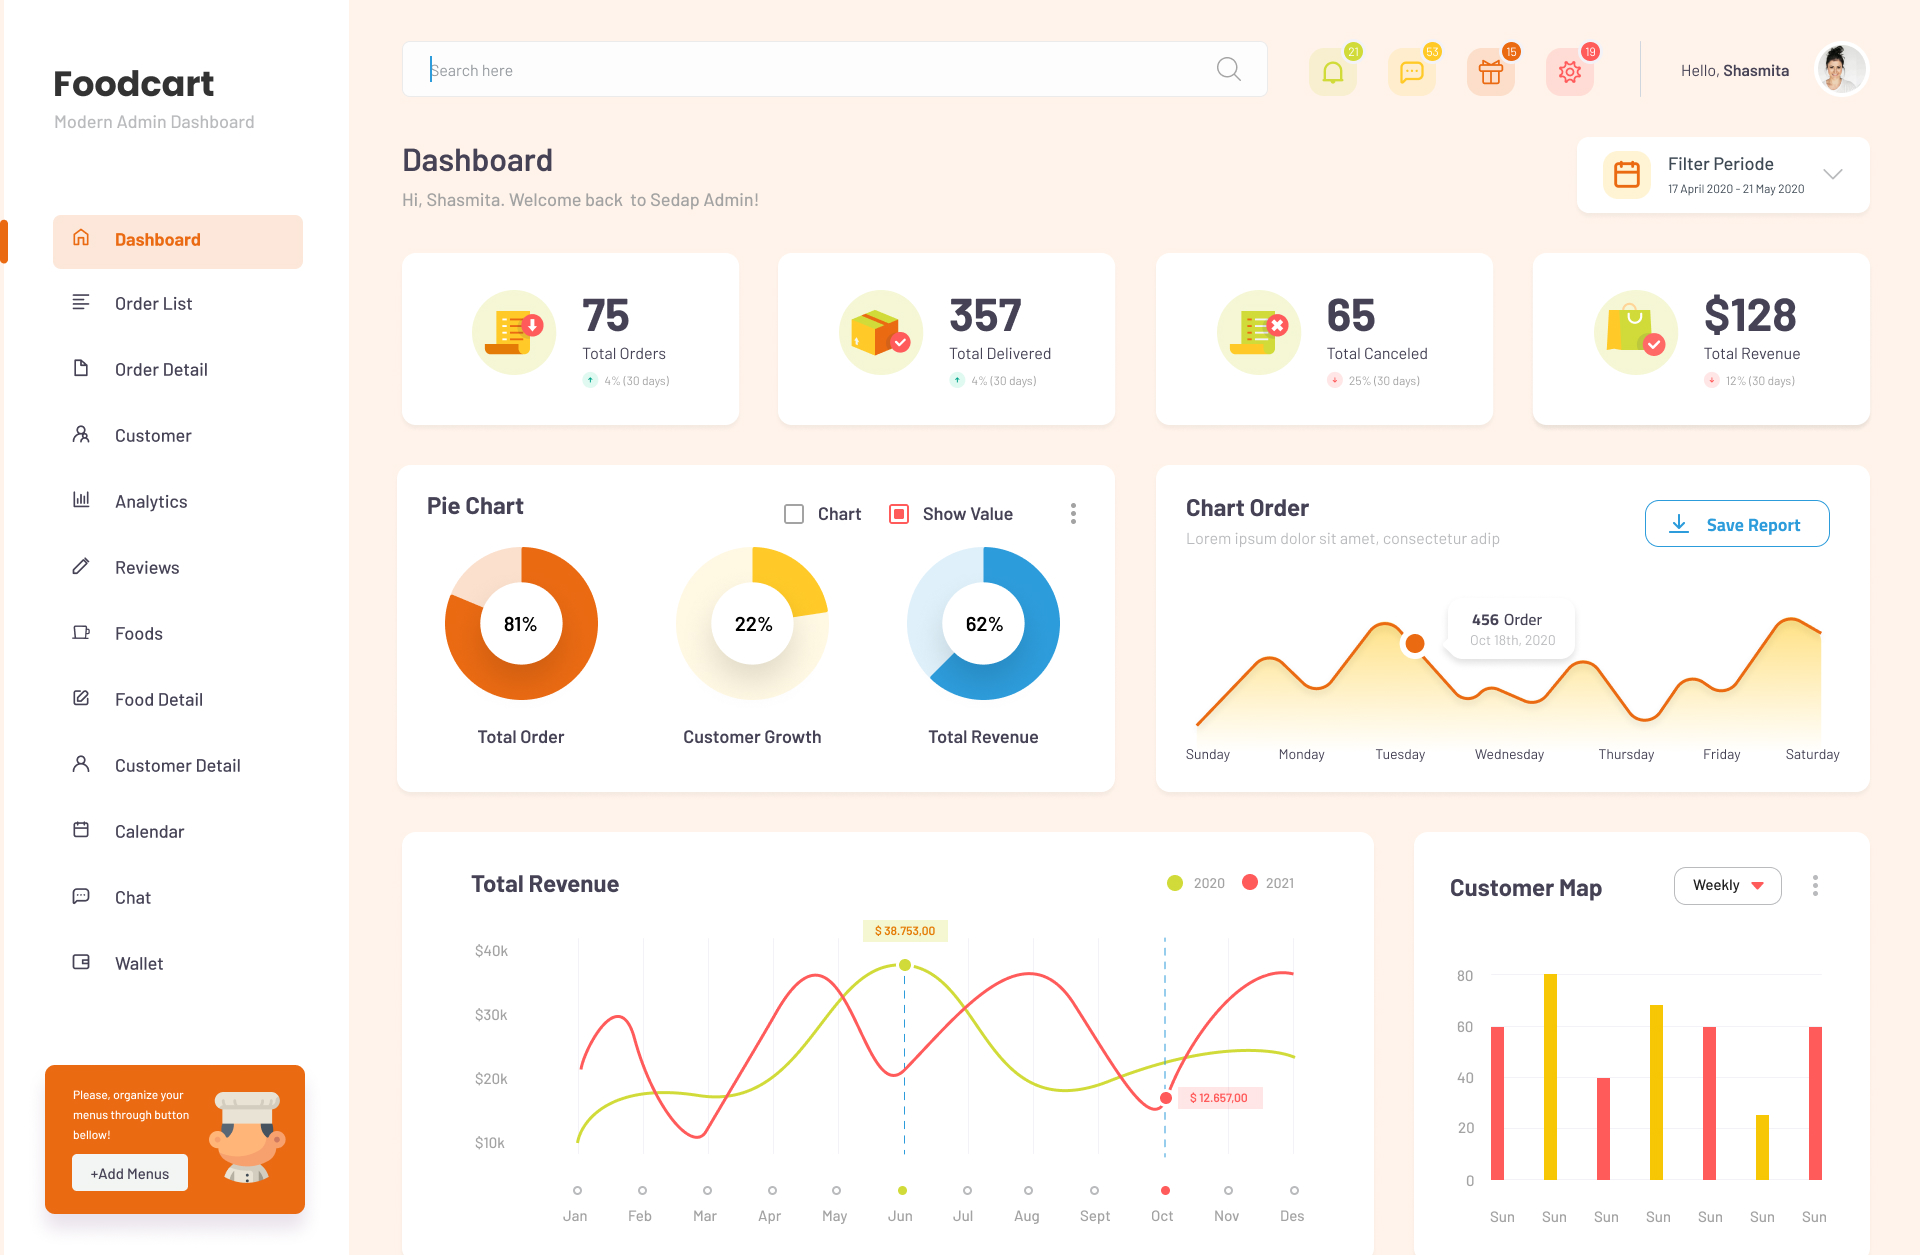 Foodcart
Modern Admin Dashboard
Dashboard
Order List
Order Detail
Customer
Analytics
Reviews
Foods
Food Detail
Customer Detail
Calendar
Chat
Wallet
Please, organize your
menus through button
bellow!
+Add Menus
Search here
21
53
15
19
Hello, Shasmita
Dashboard
Hi, Shasmita. Welcome back  to Sedap Admin!
Filter Periode
17 April 2020 - 21 May 2020
75
Total Orders
4% (30 days)
357
Total Delivered
4% (30 days)
65
Total Canceled
25% (30 days)
$128
Total Revenue
12% (30 days)
Pie Chart
Chart
Show Value
81%
22%
62%
Total Order
Customer Growth
Total Revenue
Chart Order
Lorem ipsum dolor sit amet, consectetur adip
Save Report
456 Order
Oct 18th, 2020
Sunday Monday Tuesday Wednesday Thursday Friday Saturday
Total Revenue
2020
2021
$ 38.753,00
$40k
$30k
$20k
$10k
$ 12.657,00
Jan Feb Mar Apr May Jun Jul Aug Sept Oct Nov Des
Customer Map
Weekly
80
60
40
20
0
Sun Sun Sun Sun Sun Sun Sun